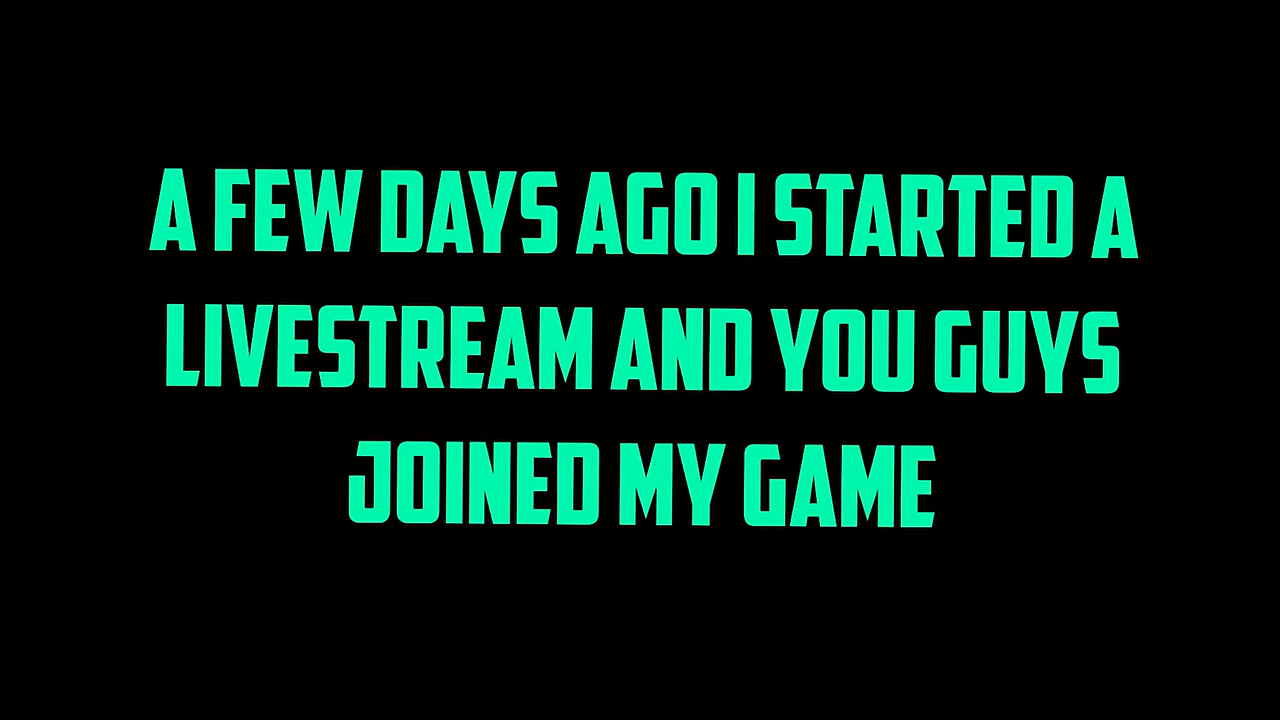 A FEW DAYS AGO I STARTED A
LIVESTREAM AND YOU GUYS
JOINED MY GAME